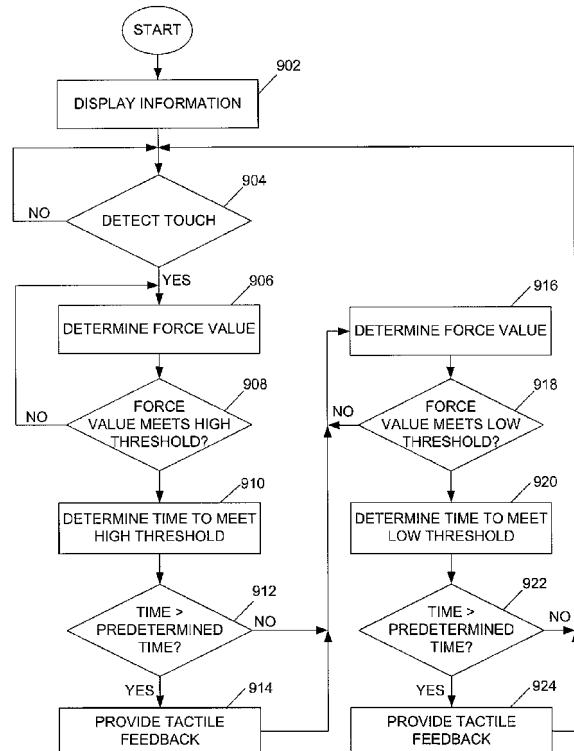 START
902
DISPLAY INFORMATION
904
DETECT TOUCH
NO
YES
906
DETERMINE FORCE VALUE
908
FORCE
VALUE MEETS HIGH
THRESHOLD?
NO
910
DETERMINE TIME TO MEET
HIGH THRESHOLD
912
TIME >
PREDETERMINED
TIME?
NO
YES
914
PROVIDE TACTILE
FEEDBACK
916
DETERMINE FORCE VALUE
918
FORCE
VALUE MEETS LOW
THRESHOLD?
NO
920
DETERMINE TIME TO MEET
LOW THRESHOLD
922
TIME >
PREDETERMINED
TIME?
NO
YES
924
PROVIDE TACTILE
FEEDBACK